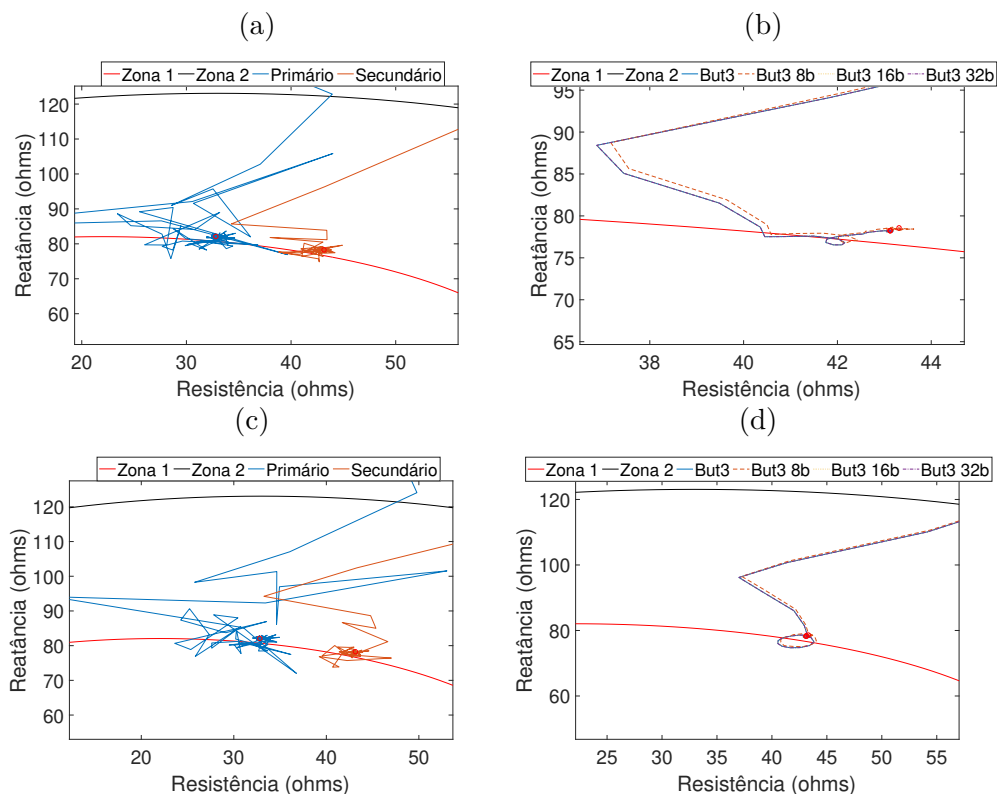 (a)
Zona 1 Zona 2 Primário Secundário
120
110
100
90
80
70
60
20 30 40 50
Resistência (ohms)
Reatância (ohms)
(b)
Zona 1 Zona 2 But3 But3 8b But3 16b But3 32b
95
90
85
80
75
70
65
38 40 42 44
Resistência (ohms)
Reatância (ohms)
(c)
Zona 1 Zona 2 Primário Secundário
120
110
100
90
80
70
60
20 30 40 50
Resistência (ohms)
Reatância (ohms)
(d)
Zona 1 Zona 2 But3 But3 8b But3 16b But3 32b
120
110
100
90
80
70
60
50
25 30 35 40 45 50 55
Resistência (ohms)
Reatância (ohms)